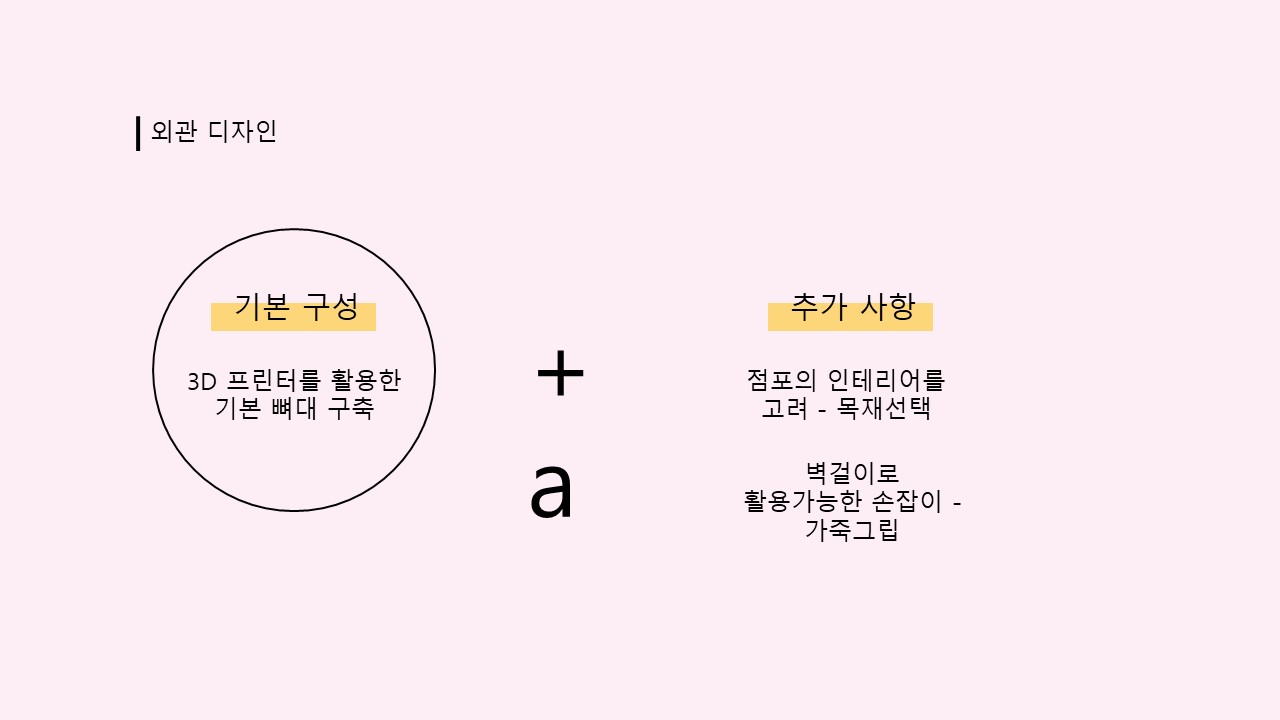 외관 디자인
기본 구성
3D 프린터를 활용한
기본 뼈대 구축
+
a
추가 사항
점포의 인테리어를
고려 - 목재선택
벽걸이로
활용가능한 손잡이 -
가죽그립